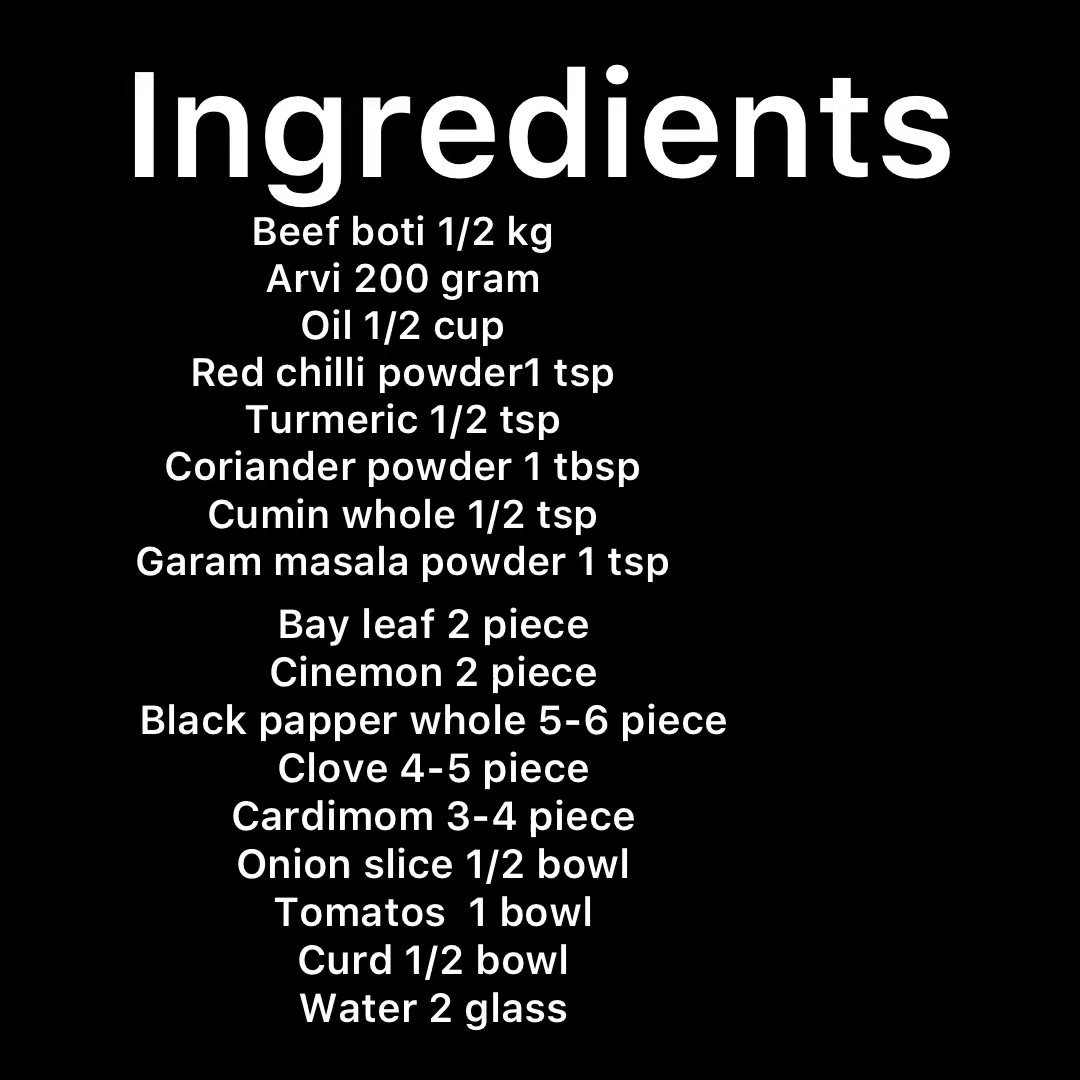 Ingredients
Beef boti 1/2 kg
Arvi 200 gram
Oil 1/2 cup
Red chilli powder1 tsp
Turmeric 1/2 tsp
Coriander powder 1 tbsp
Cumin whole 1/2 tsp
Garam masala powder 1 tsp
Bay leaf 2 piece
Cinemon 2 piece
Black papper whole 5-6 piece
Clove 4-5 piece
Cardimom 3-4 piece
Onion slice 1/2 bowl
Tomatos  1 bowl
Curd 1/2 bowl
Water 2 glass